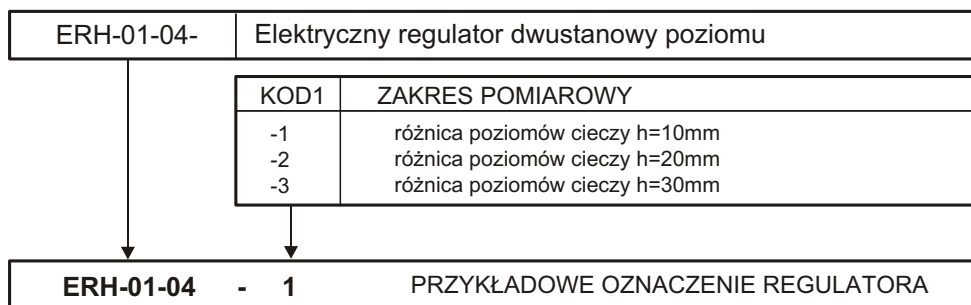 ERH-01-04- Elektryczny regulator dwustanowy poziomu
KOD1 ZAKRES POMIAROWY
-1 różnica poziomów cieczy h=10mm
-2 różnica poziomów cieczy h=20mm
-3 różnica poziomów cieczy h=30mm
ERH-01-04 - 1 PRZYKŁADOWE OZNACZENIE REGULATORA